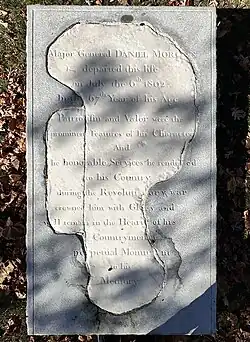 Major General DANIEL MOR
departed this life
on July the 6th 1802
In the 67th Year of his Age
Patriotism and Valor were the
prominent Features of his Character
And
the honorable Services he rendered
to his Country
during the Revolutionary war
crowned him with Glory and
remain in the Hearts of his
Countrymen
perpetual Monument
to his
Memory